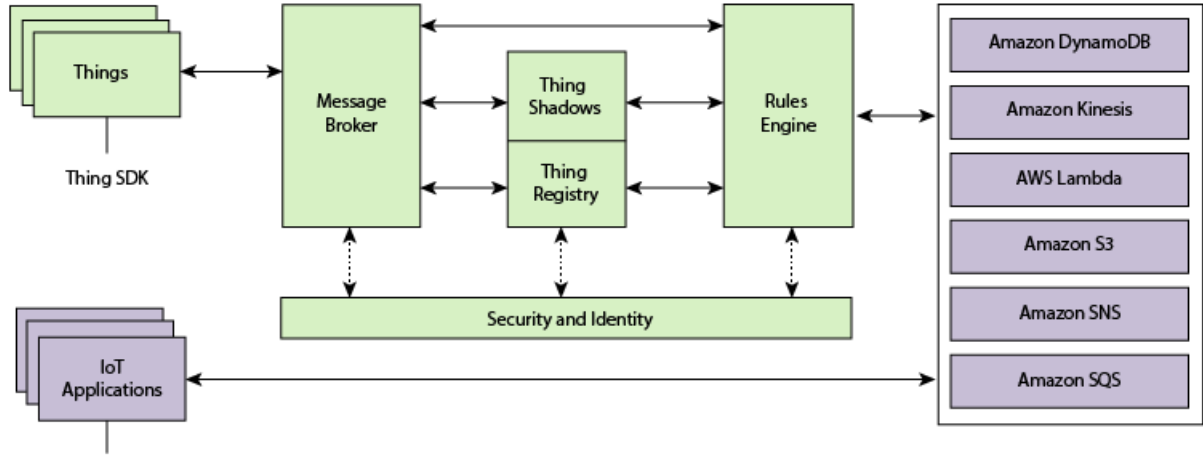 Things
Thing SDK
Message
Broker
Thing
Shadows
Thing
Registry
Rules
Engine
Security and Identity
IoT
Applications
Amazon DynamoDB
Amazon Kinesis
AWS Lambda
Amazon S3
Amazon SNS
Amazon SQS